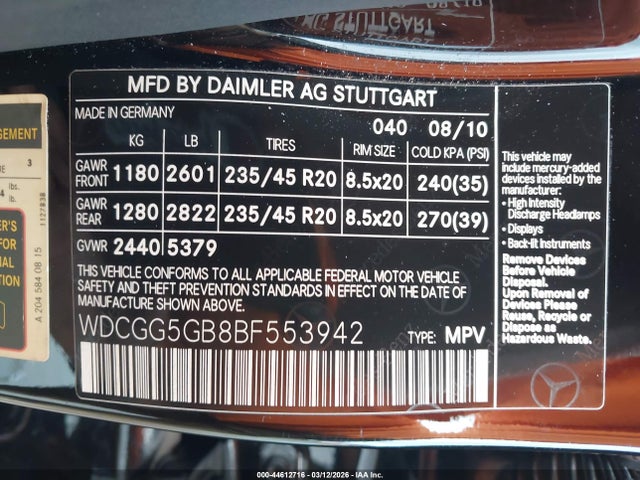 MFD BY DAIMLER AG STUTTGART
MADE IN GERMANY
040 08/10
KG LB TIRES RIM SIZE COLD KPA (PSI)
GAWR FRONT 1180 2601 235/45 R20 8.5x20 240(35)
GAWR REAR 1280 2822 235/45 R20 8.5x20 270(39)
GVWR 2440 5379
THIS VEHICLE CONFORMS TO ALL APPLICABLE FEDERAL MOTOR VEHICLE
SAFETY AND THEFT PREVENTION STANDARDS IN EFFECT ON THE DATE OF
MANUFACTURE SHOWN ABOVE.
WDCGG5GB8BF553942 TYPE: MPV
This vehicle may
include mercury-added
devices installed by the
manufacturer:
• High Intensity
Discharge Headlamps
• Displays
• Back-lit Instruments
Remove Devices
Before Vehicle
Disposal.
Upon Removal of
Devices Please
Reuse, Recycle or
Dispose as
Hazardous Waste.
3
lbs.
lbs.
A 204 584 08 15
000-44612716 - 03/12/2026 - IAA Inc.